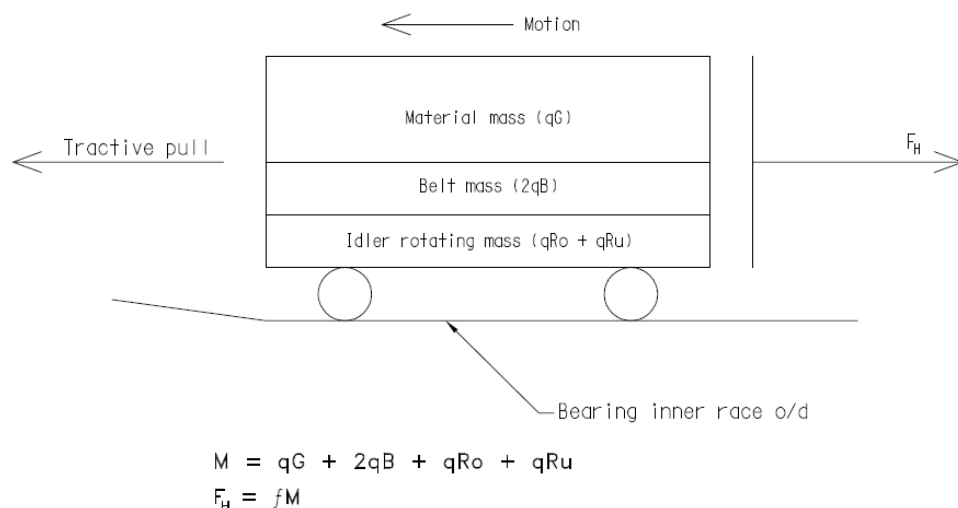 Motion
Material mass (qG)
Tractive pull
F_H
Belt mass (2qB)
Idler rotating mass (qRo + qRu)
Bearing inner race o/d
M = qG + 2qB + qRo + qRu
F_H = fM